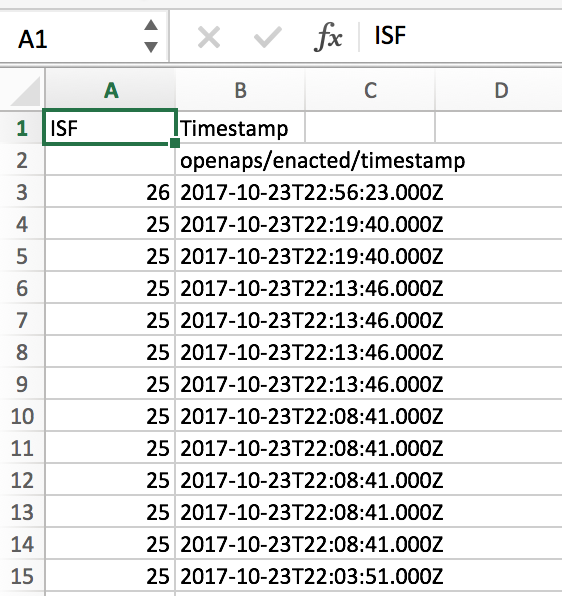 A1 fx ISF
A B C D
1 ISF Timestamp
2 openaps/enacted/timestamp
3 26 2017-10-23T22:56:23.000Z
4 25 2017-10-23T22:19:40.000Z
5 25 2017-10-23T22:19:40.000Z
6 25 2017-10-23T22:13:46.000Z
7 25 2017-10-23T22:13:46.000Z
8 25 2017-10-23T22:13:46.000Z
9 25 2017-10-23T22:13:46.000Z
10 25 2017-10-23T22:08:41.000Z
11 25 2017-10-23T22:08:41.000Z
12 25 2017-10-23T22:08:41.000Z
13 25 2017-10-23T22:08:41.000Z
14 25 2017-10-23T22:08:41.000Z
15 25 2017-10-23T22:03:51.000Z